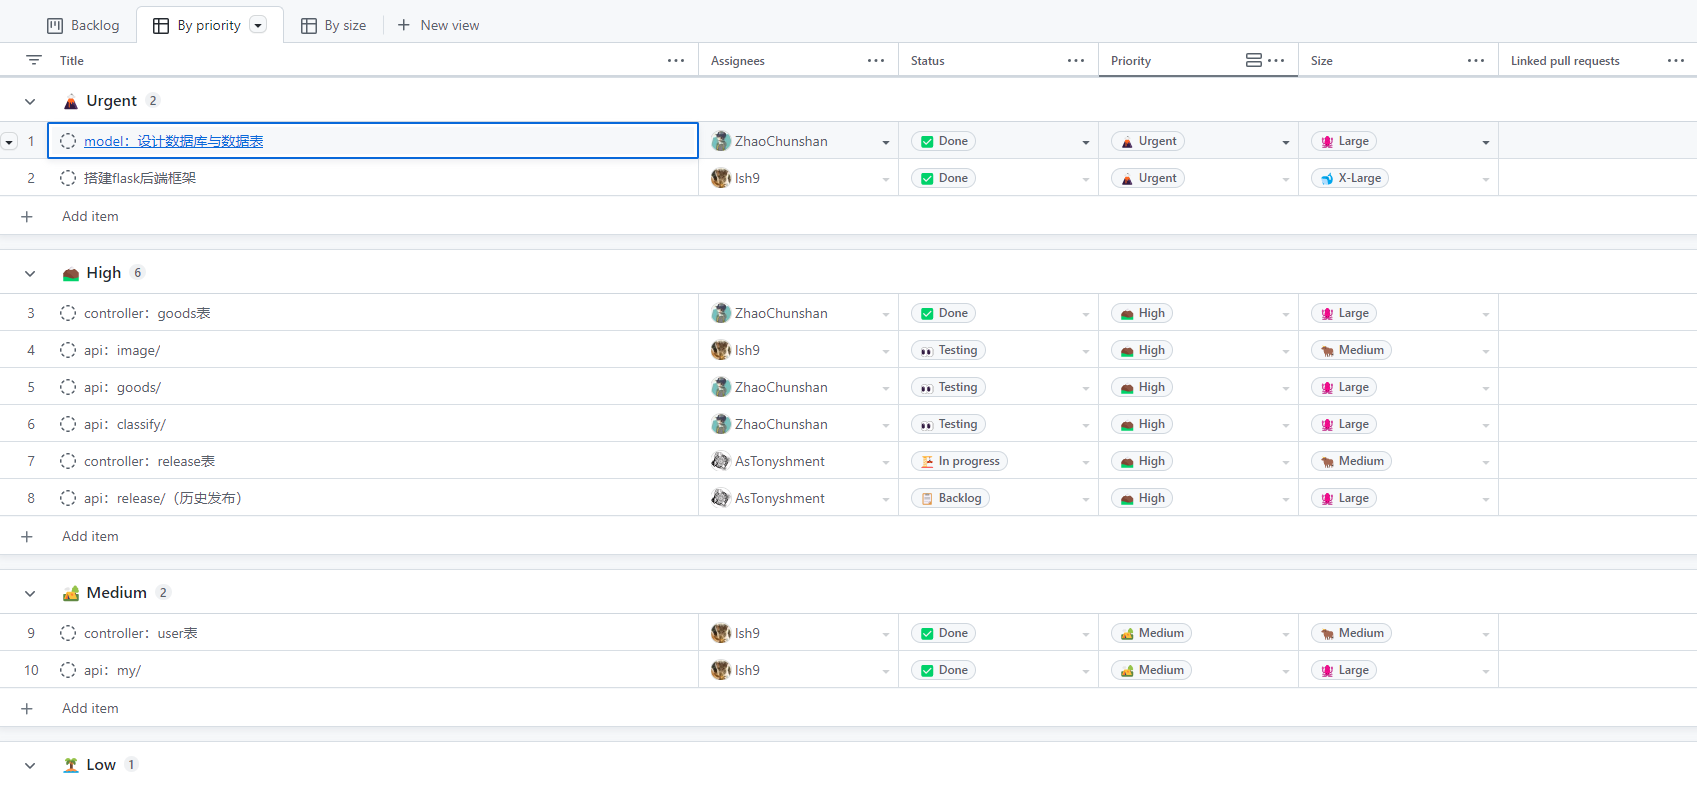 Backlog By priority By size New view
Title Assignees Status Priority Size Linked pull requests
Urgent 2
1 model：设计数据库与数据表 ZhaoChunshan Done Urgent Large
2 搭建flask后端框架 lsh9 Done Urgent X-Large
Add item
High 6
3 controller：goods表 ZhaoChunshan Done High Large
4 api：image/ lsh9 Testing High Medium
5 api：goods/ ZhaoChunshan Testing High Large
6 api：classify/ ZhaoChunshan Testing High Large
7 controller：release表 AsTonyshment In progress High Medium
8 api：release/（历史发布） AsTonyshment Backlog High Large
Add item
Medium 2
9 controller：user表 lsh9 Done Medium Medium
10 api：my/ lsh9 Done Medium Large
Add item
Low 1